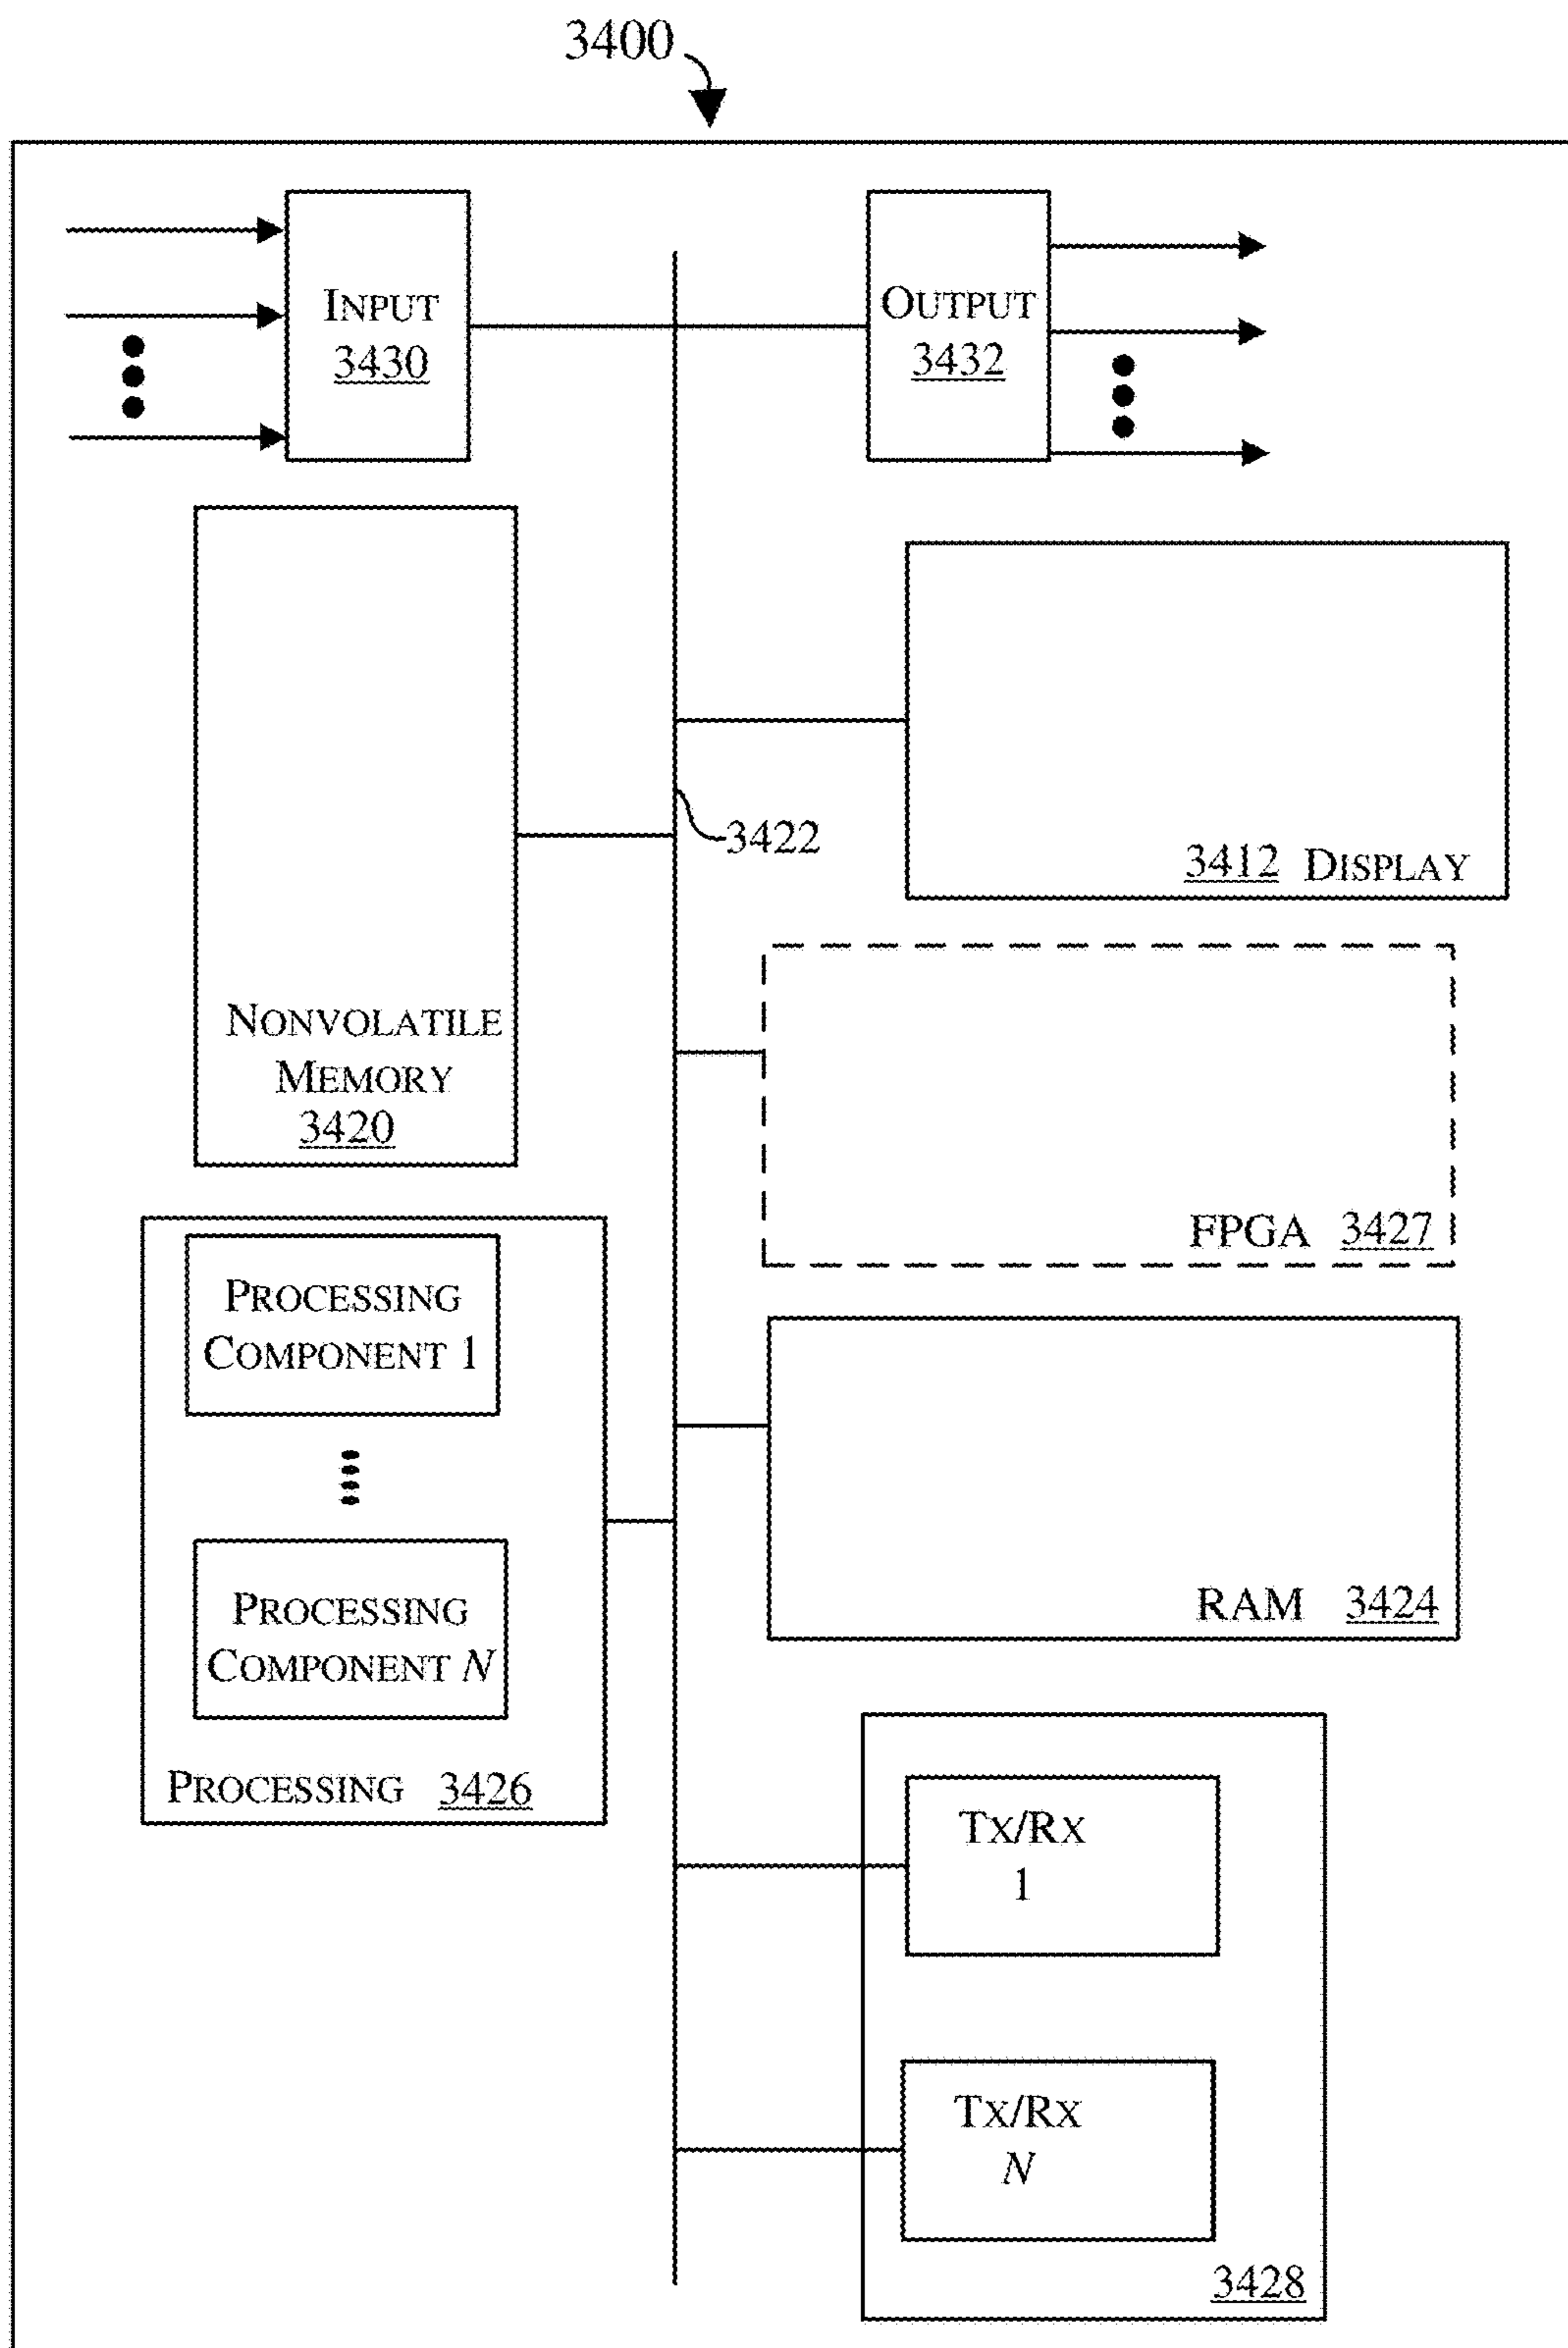 3400
INPUT
3430
OUTPUT
3432
3422
3412 DISPLAY
NONVOLATILE
MEMORY
3420
FPGA 3427
PROCESSING
COMPONENT 1
PROCESSING
COMPONENT N
PROCESSING 3426
RAM 3424
TX/RX
1
TX/RX
N
3428